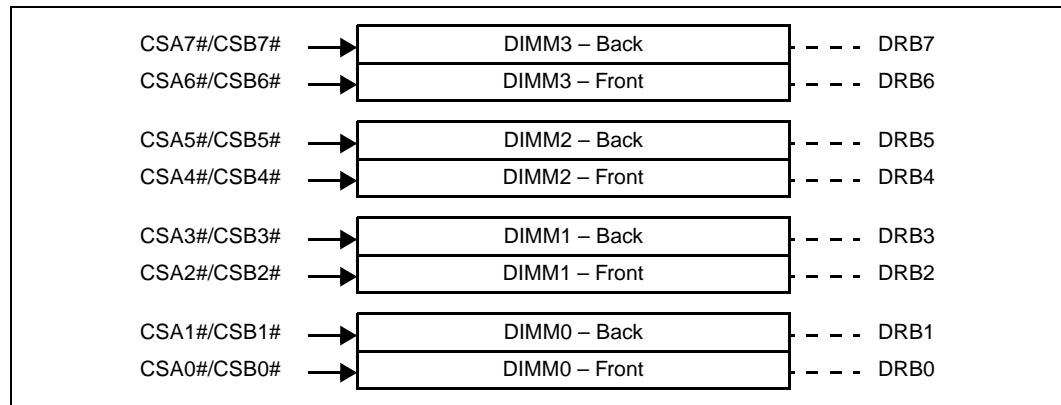 CSA7#/CSB7# DIMM3 – Back DRB7
CSA6#/CSB6# DIMM3 – Front DRB6
CSA5#/CSB5# DIMM2 – Back DRB5
CSA4#/CSB4# DIMM2 – Front DRB4
CSA3#/CSB3# DIMM1 – Back DRB3
CSA2#/CSB2# DIMM1 – Front DRB2
CSA1#/CSB1# DIMM0 – Back DRB1
CSA0#/CSB0# DIMM0 – Front DRB0